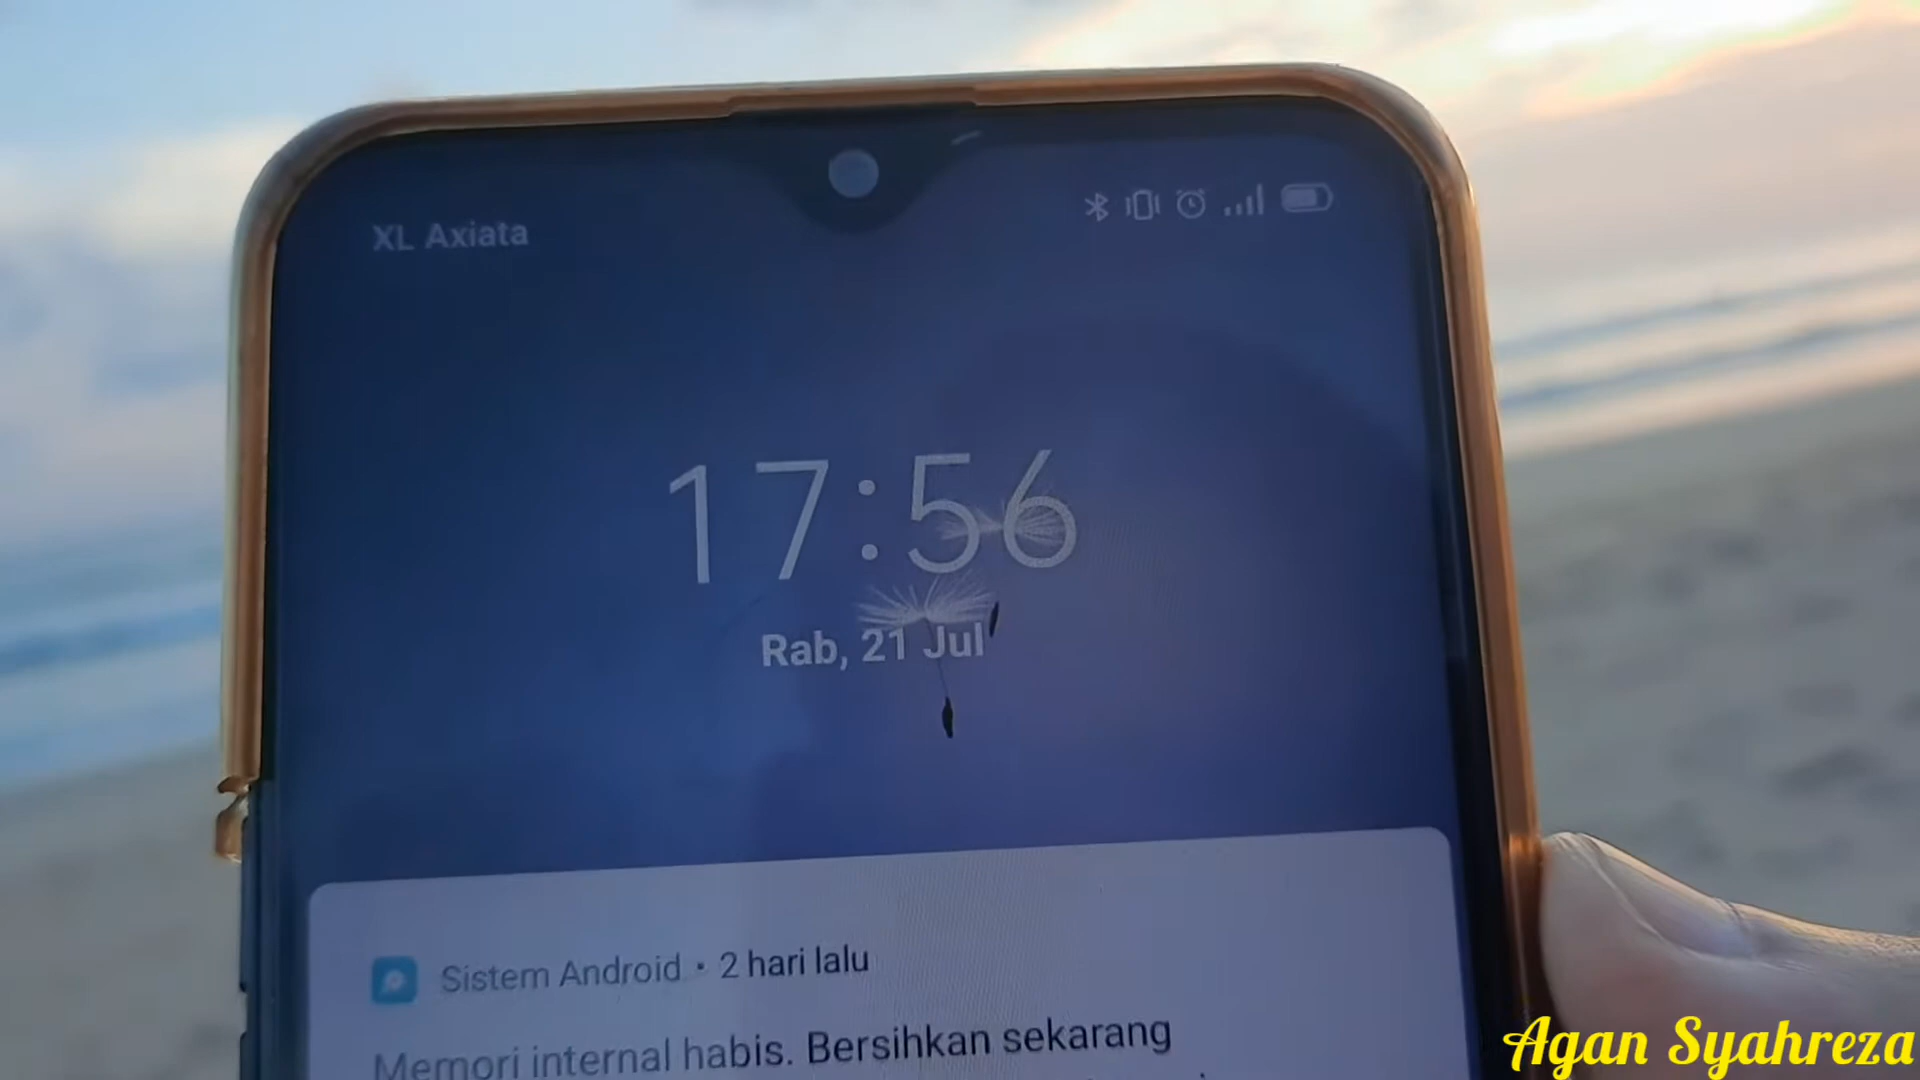 XL Axiata
17:56
Rab, 21 Jul
Sistem Android • 2 hari lalu
Memori internal habis. Bersihkan sekarang
Agan Syahreza